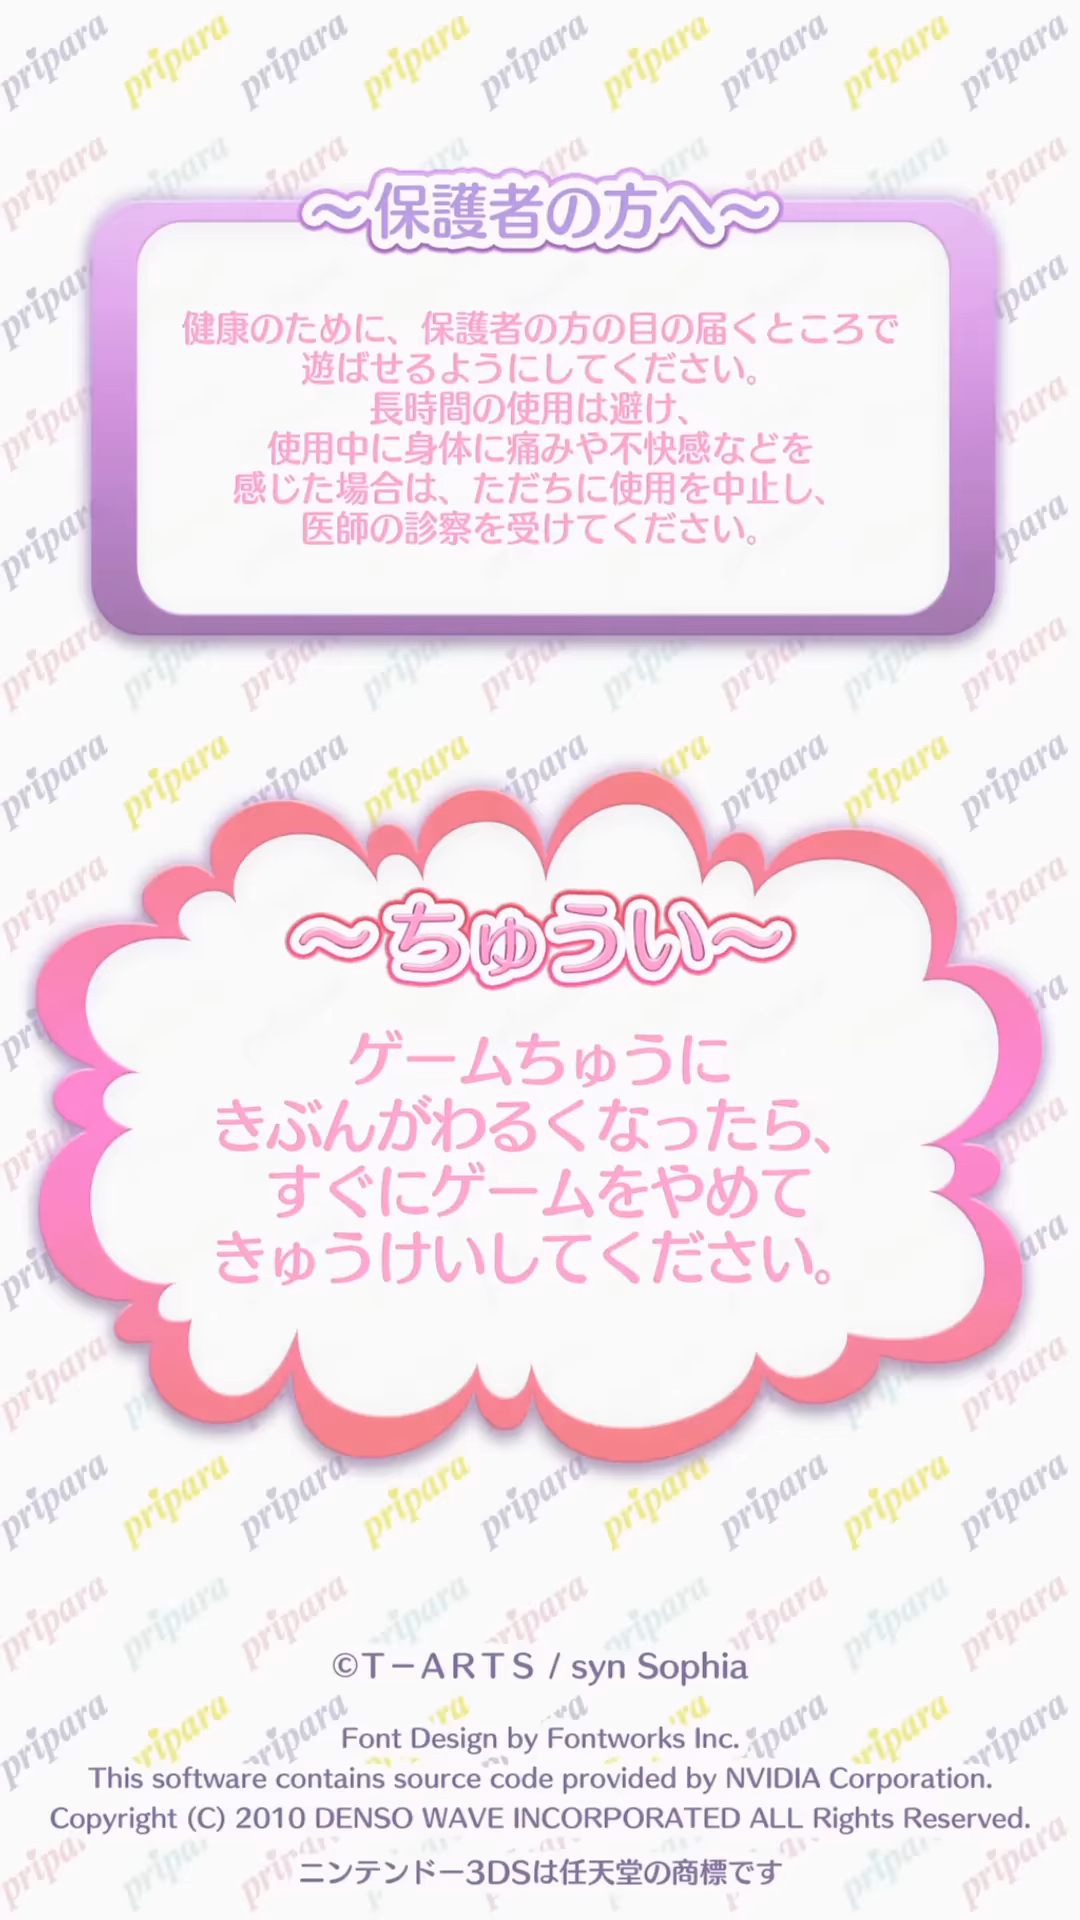 ～保護者の方へ～
健康のために、保護者の方の目の届くところで
遊ばせるようにしてください。
長時間の使用は避け、
使用中に身体に痛みや不快感などを
感じた場合は、ただちに使用を中止し、
医師の診察を受けてください。
～ちゅうい～
ゲームちゅうに
きぶんがわるくなったら、
すぐにゲームをやめて
きゅうけいしてください。
©T－ARTS / syn Sophia
Font Design by Fontworks Inc.
This software contains source code provided by NVIDIA Corporation.
Copyright (C) 2010 DENSO WAVE INCORPORATED ALL Rights Reserved.
ニンテンドー3DSは任天堂の商標です
pripara